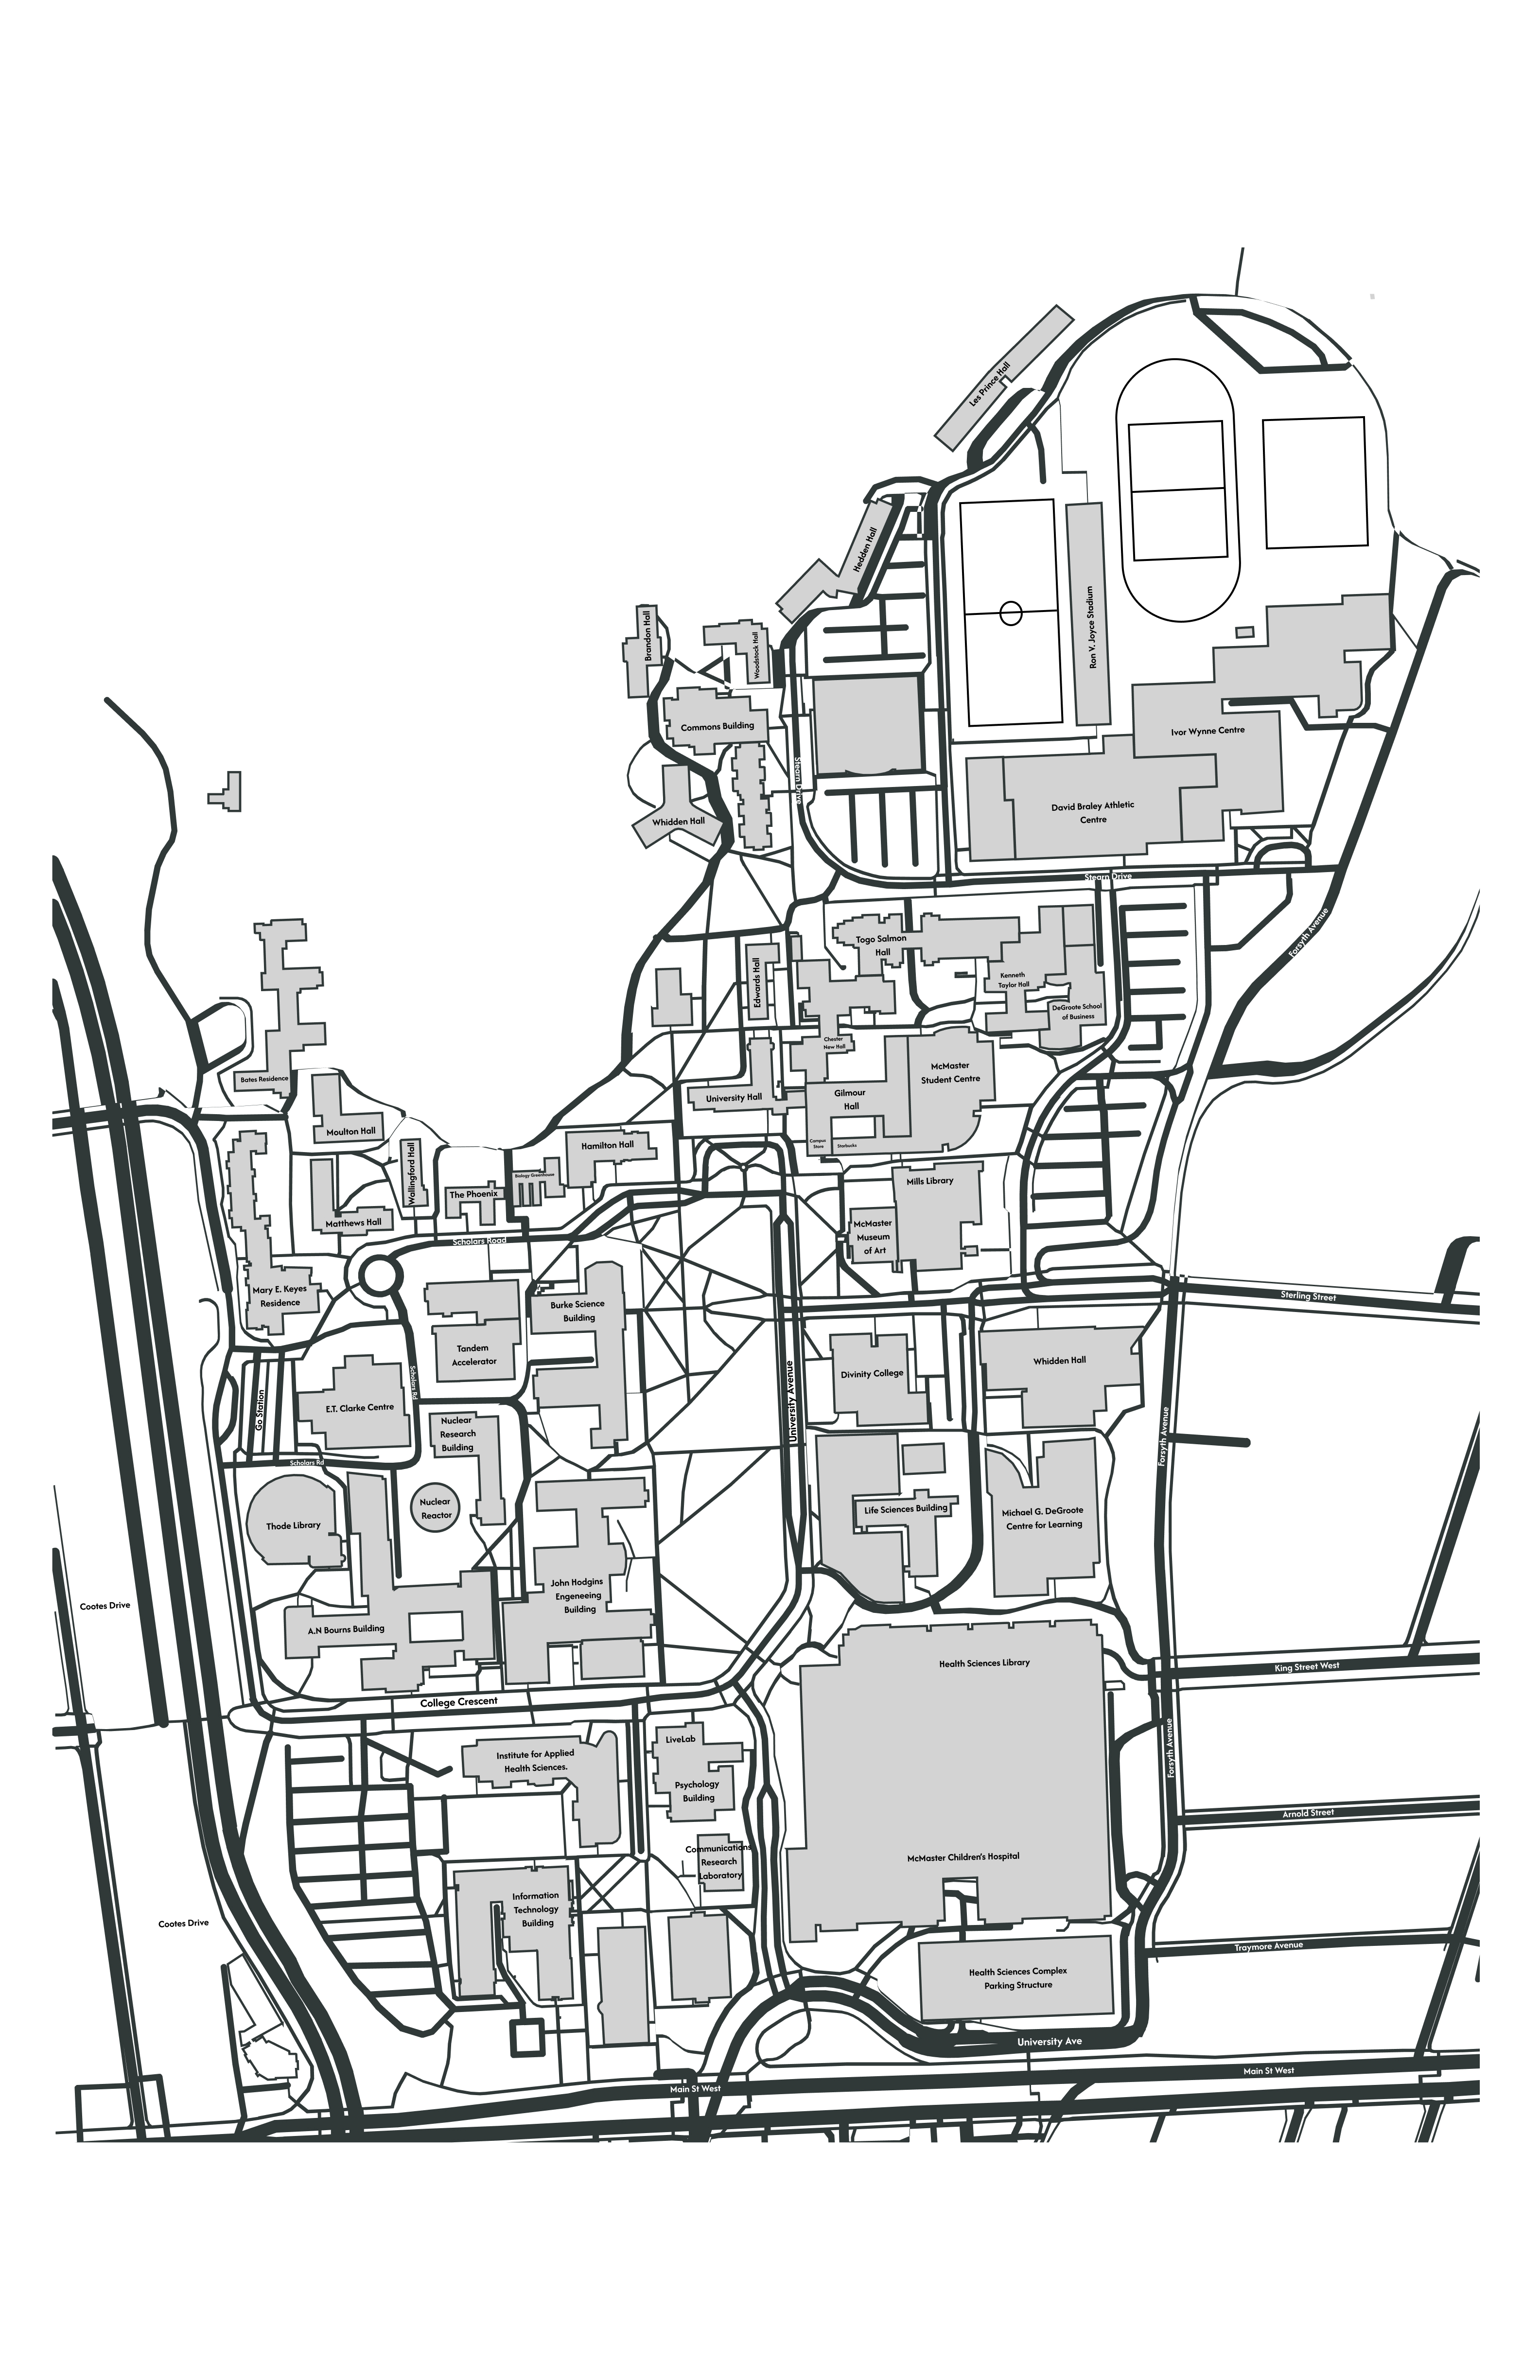 Les Prince Hall
Hedden Hall
Ron V. Joyce Stadium
Brandon Hall
Woodstock Hall
Commons Building
Ivor Wynne Centre
Stearn Drive
David Braley Athletic
Centre
Whidden Hall
Stearn Drive
Forsyth Avenue
Togo Salmon
Hall
Edwards Hall
Kenneth
Taylor Hall
DeGroote School
of Business
Chester
New Hall
McMaster
Student Centre
Bates Residence
University Hall
Gilmour
Hall
Moulton Hall
Hamilton Hall
Campus
Store
Starbucks
Wallingford Hall
Biology Greenhouse
Mills Library
The Phoenix
Matthews Hall
McMaster
Museum
of Art
Scholars Road
Mary E. Keyes
Residence
Sterling Street
Burke Science
Building
Tandem
Accelerator
Whidden Hall
Divinity College
Scholars Rd
University Avenue
Go Station
E.T. Clarke Centre
Nuclear
Research
Building
Forsyth Avenue
Scholars Rd
Nuclear
Reactor
Life Sciences Building
Michael G. DeGroote
Centre for Learning
Thode Library
John Hodgins
Engeneeing
Building
Cootes Drive
A.N Bourns Building
Health Sciences Library
King Street West
College Crescent
LiveLab
Institute for Applied
Health Sciences.
Forsyth Avenue
Psychology
Building
Arnold Street
Communications
Research
Laboratory
McMaster Children's Hospital
Information
Technology
Building
Cootes Drive
Traymore Avenue
Health Sciences Complex
Parking Structure
University Ave
Main St West
Main St West